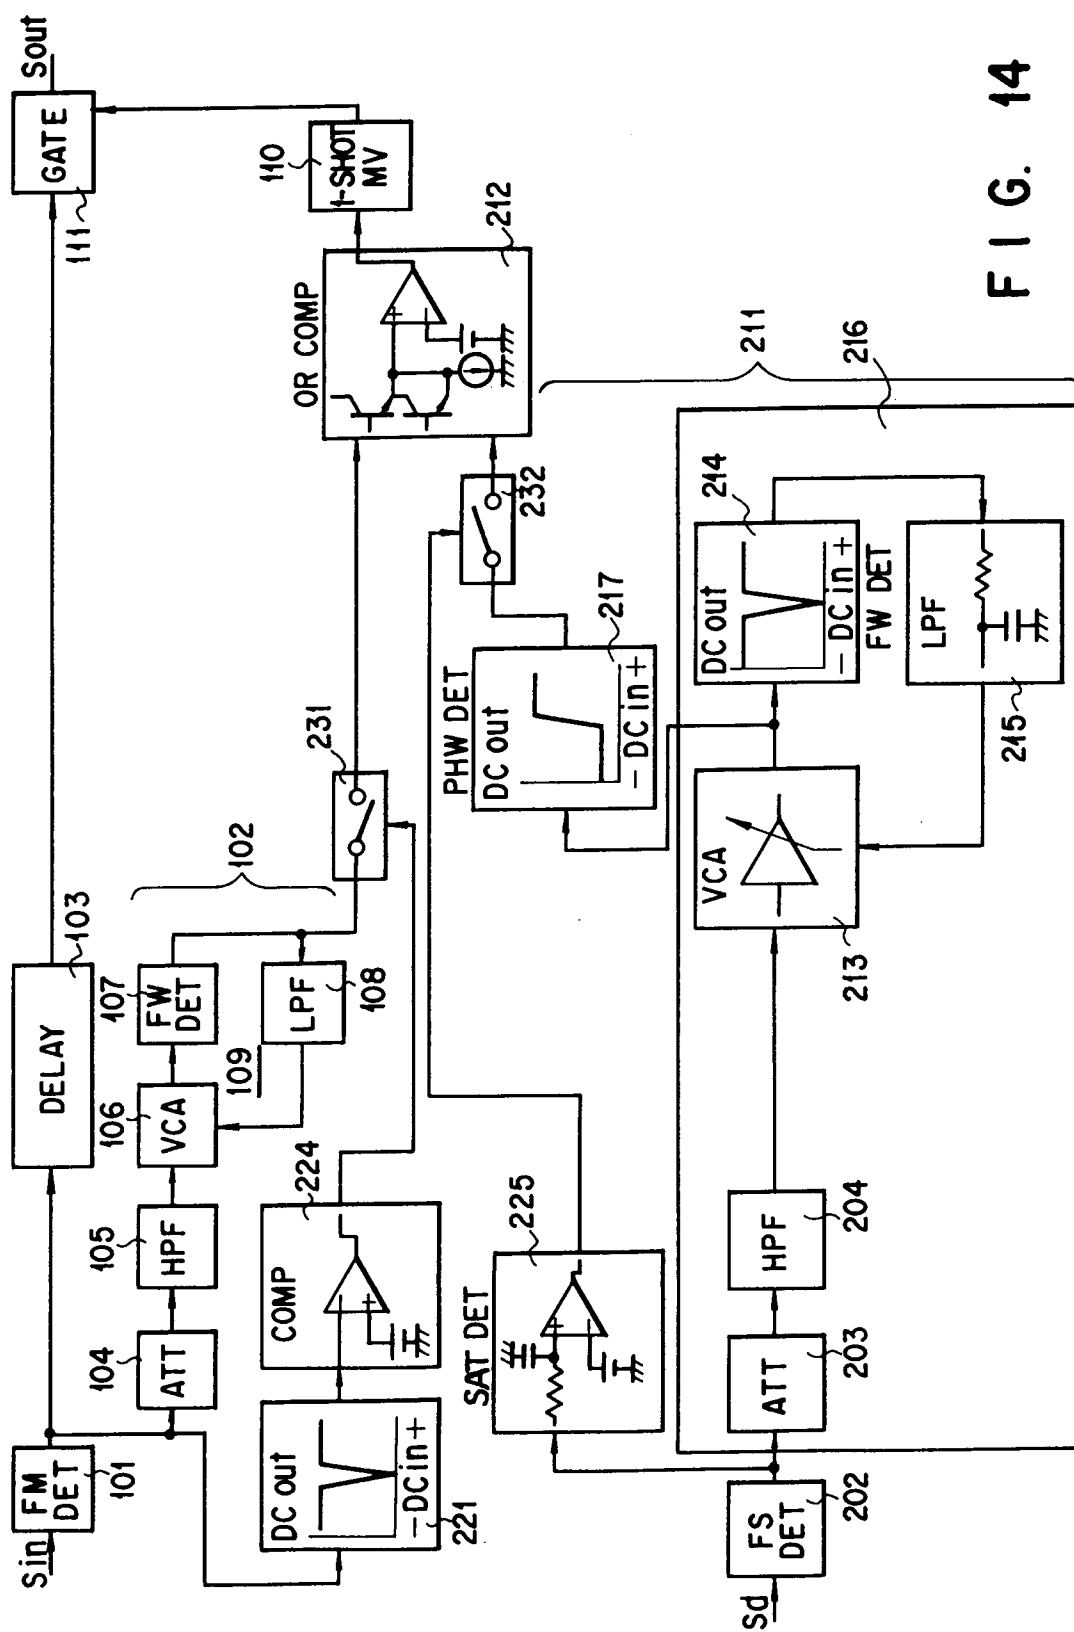 Sin
FM
DET
101
DELAY
103
GATE
111
Sout
ATT
104
HPF
105
VCA
106
FW
DET
107
LPF
108
109
102
231
OR COMP
212
1-SHOT
MV
110
DC out
- DC in +
221
COMP
+
224
SAT DET
+
225
PHW DET
DC out
- DC in +
217
232
Sd
FS
DET
202
ATT
203
HPF
204
VCA
213
DC out
- DC in +
FW DET
214
LPF
215
211
216
FIG. 14